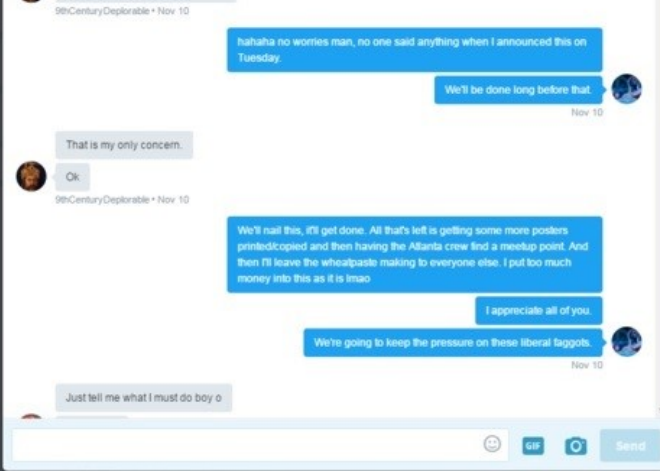 9thCenturyDeplorable • Nov 10
hahaha no worries man, no one said anything when I announced this on
Tuesday.
We'll be done long before that.
Nov 10
That is my only concern.
Ok
9thCenturyDeplorable • Nov 10
We'll nail this, it'll get done. All that's left is getting some more posters
printed/copied and then having the Atlanta crew find a meetup point. And
then I'll leave the wheatpaste making to everyone else. I put too much
money into this as it is lmao
I appreciate all of you.
We're going to keep the pressure on these liberal faggots.
Nov 10
Just tell me what I must do boy o
GIF
Send